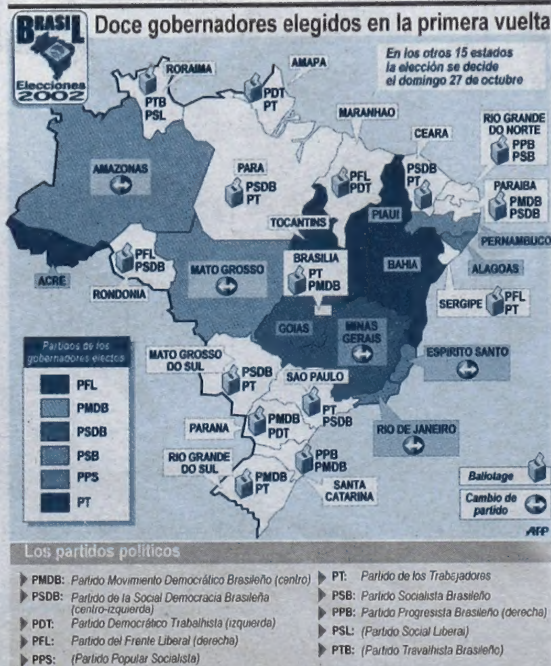 BRASIL
Elecciones
2002
Doce gobernadores elegidos en la primera vuelta
En los otros 15 estados
la elección se decide
el domingo 27 de octubre
RORAIMA
PTB
PSL
AMAPA
PDT
PT
MARANHAO
PFL
PDT
CEARA
PSDB
PT
RIO GRANDE
DO NORTE
PPB
PSB
PARAIBA
PMDB
PSDB
PERNAMBUCO
ALAGOAS
AMAZONAS
PARA
PSDB
PT
TOCANTINS
PIAUI
BAHIA
SERGIPE
PFL
PT
ACRE
PFL
PSDB
RONDONIA
MATO GROSSO
BRASILIA
PT
PMDB
GOIAS
MINAS
GERAIS
ESPIRITO SANTO
RIO DE JANEIRO
MATO GROSSO
DO SUL
PSDB
PT
SAO PAULO
PT
PSDB
PARANA
PMDB
PDT
RIO GRANDE
DO SUL
PMDB
PT
PPB
PMDB
SANTA
CATARINA
Partidos de los
gobernadores electos
PFL
PMDB
PSDB
PSB
PPS
PT
Ballotage
Cambio de
partido
AFP
Los partidos políticos
PMDB: Partido Movimiento Democrático Brasileño (centro)
PSDB: Partido de la Social Democracia Brasileña
(centro-izquierda)
PDT: Partido Democrático Trabalhista (izquierda)
PFL: Partido del Frente Liberal (derecha)
PPS: (Partido Popular Socialista)
PT: Partido de los Trabajadores
PSB: Partido Socialista Brasileño
PPB: Partido Progresista Brasileño (derecha)
PSL: (Partido Social Liberal)
PTB: (Partido Travalhista Brasileño)